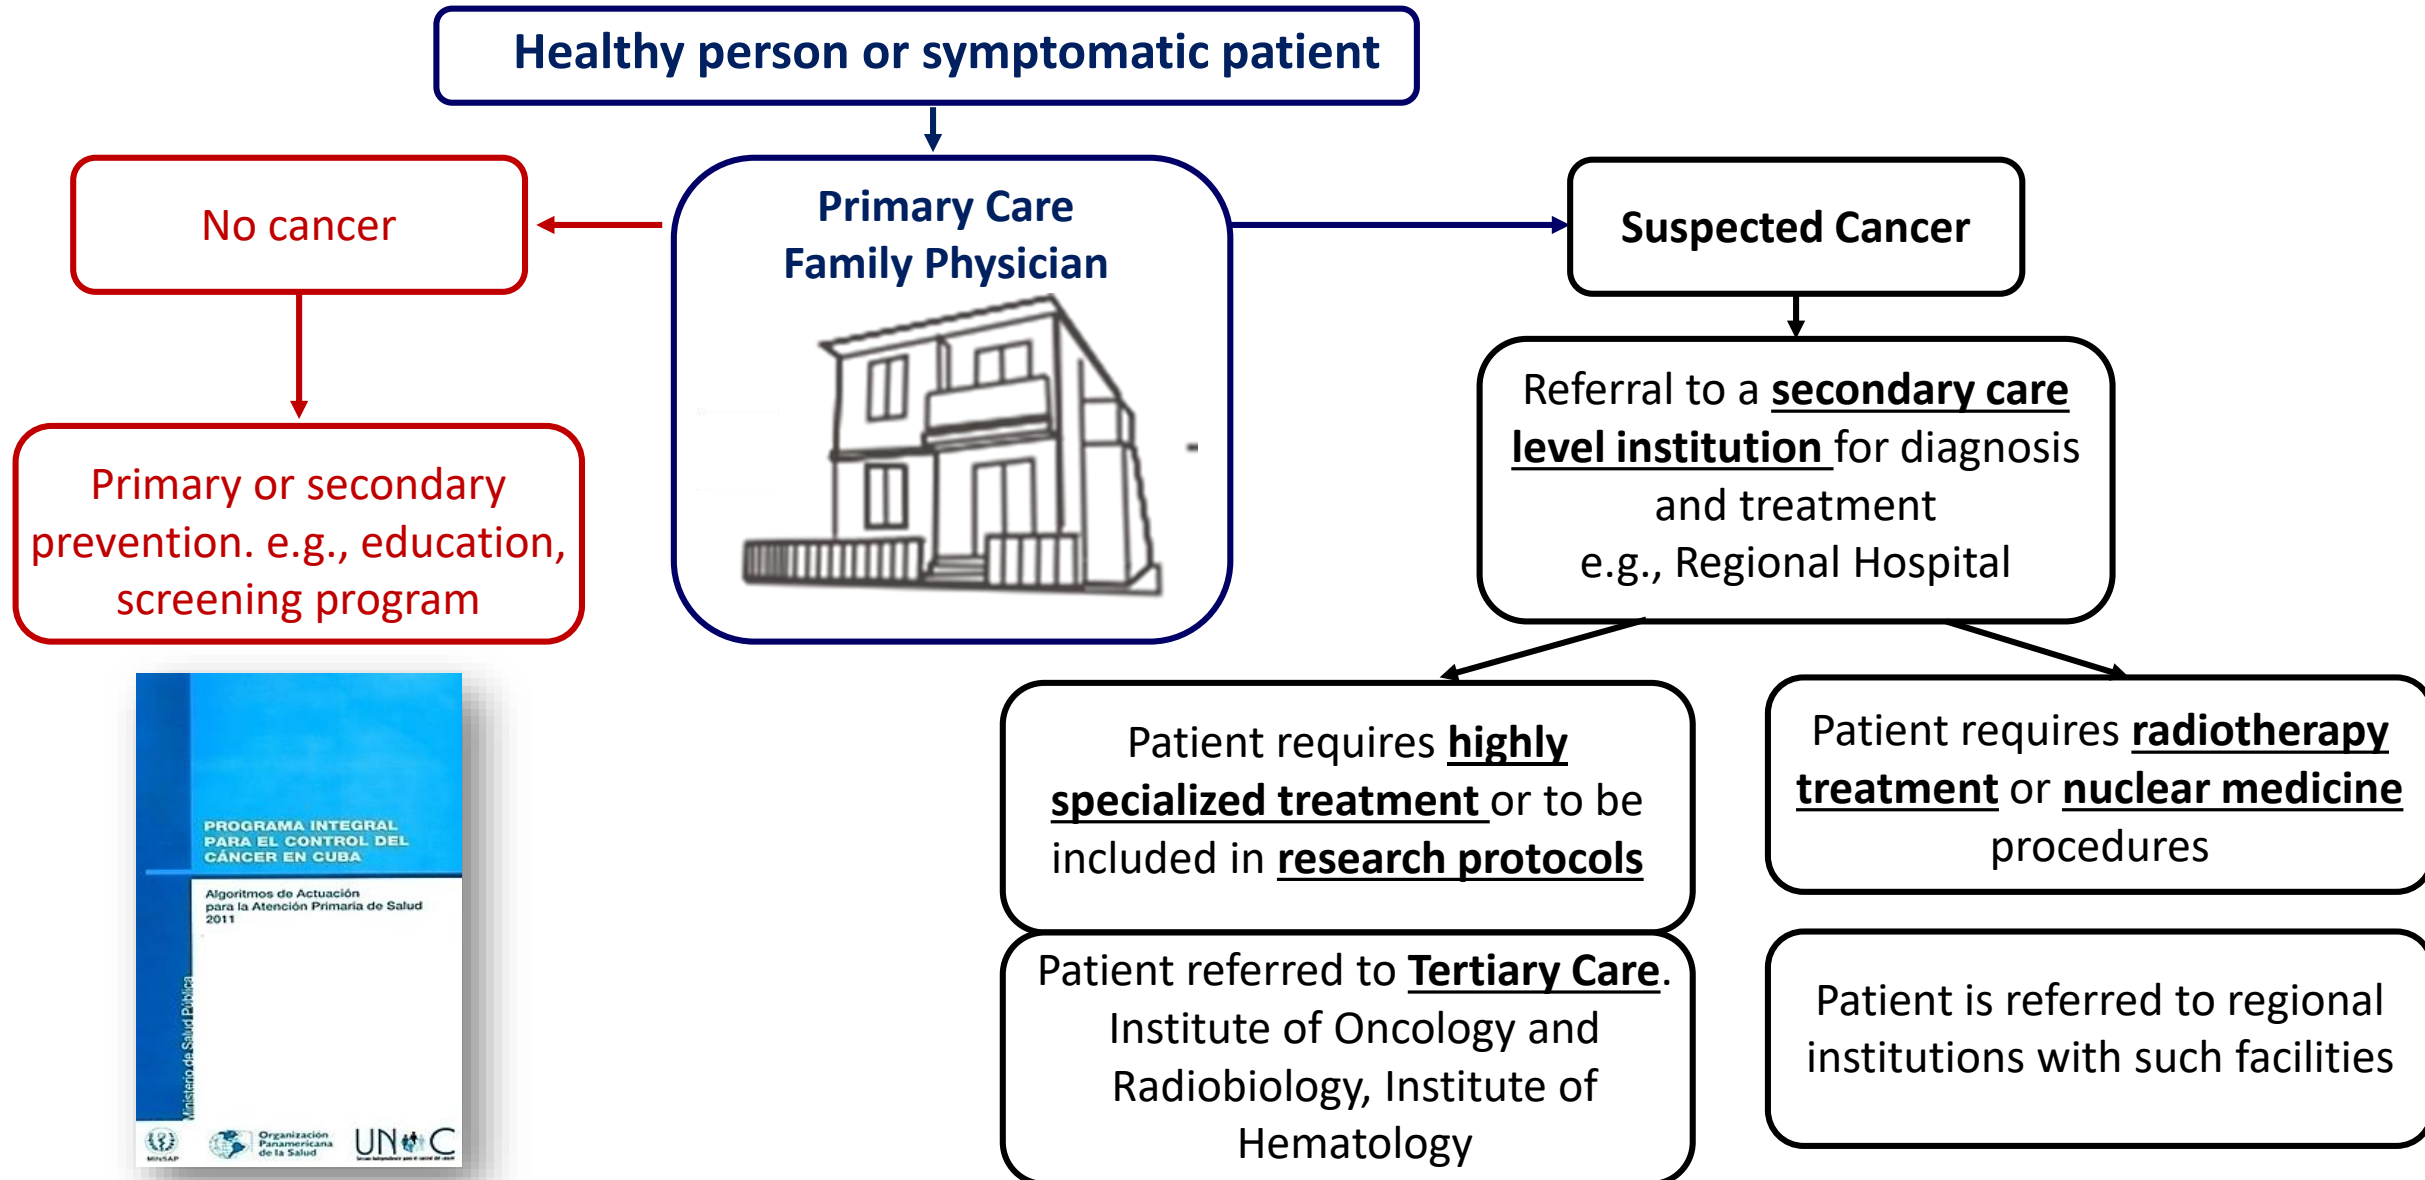 Healthy person or symptomatic patient
No cancer
Primary Care
Family Physician
Suspected Cancer
Primary or secondary
prevention. e.g., education,
screening program
Referral to a secondary care
level institution for diagnosis
and treatment
e.g., Regional Hospital
Patient requires highly
specialized treatment or to be
included in research protocols
Patient requires radiotherapy
treatment or nuclear medicine
procedures
Patient referred to Tertiary Care.
Institute of Oncology and
Radiobiology, Institute of
Hematology
Patient is referred to regional
institutions with such facilities
PROGRAMA INTEGRAL
PARA EL CONTROL DEL
CÁNCER EN CUBA
Algoritmos de Actuación
para la Atención Primaria de Salud
2011
Ministerio de Salud Pública
MINSAP
Organización
Panamericana
de la Salud